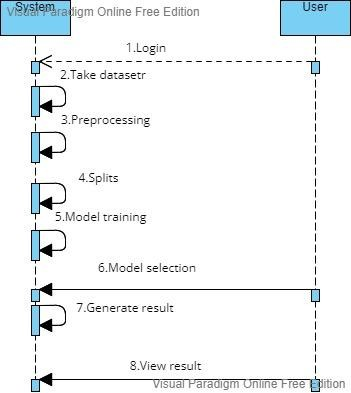 Visual Paradigm Online Free Edition
System
User
1.Login
2.Take datasetr
3.Preprocessing
4.Splits
5.Model training
6.Model selection
7.Generate result
8.View result
Visual Paradigm Online Free Edition